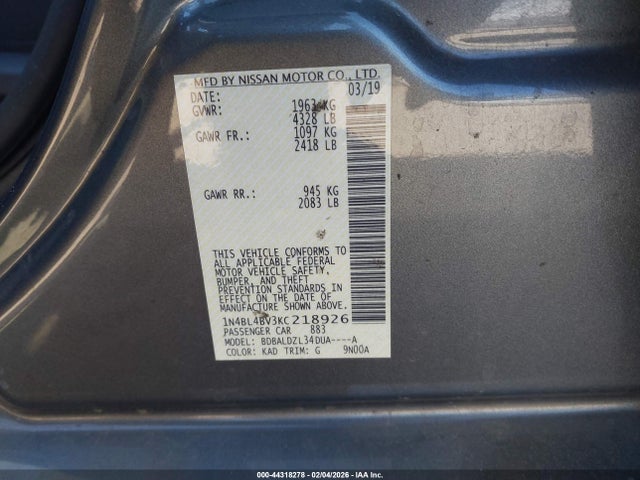 MFD BY NISSAN MOTOR CO., LTD.
DATE: 03/19
GVWR: 1963 KG
4328 LB
GAWR FR.: 1097 KG
2418 LB
GAWR RR.: 945 KG
2083 LB
THIS VEHICLE CONFORMS TO
ALL APPLICABLE FEDERAL
MOTOR VEHICLE SAFETY,
BUMPER, AND THEFT
PREVENTION STANDARDS IN
EFFECT ON THE DATE OF
MANUFACTURE SHOWN ABOVE.
1N4BL4BV3KC218926
PASSENGER CAR 883
MODEL: BDBALDZL34DUA----A
COLOR: KAD TRIM: G 9N00A
000-44318278 - 02/04/2026 - IAA Inc.